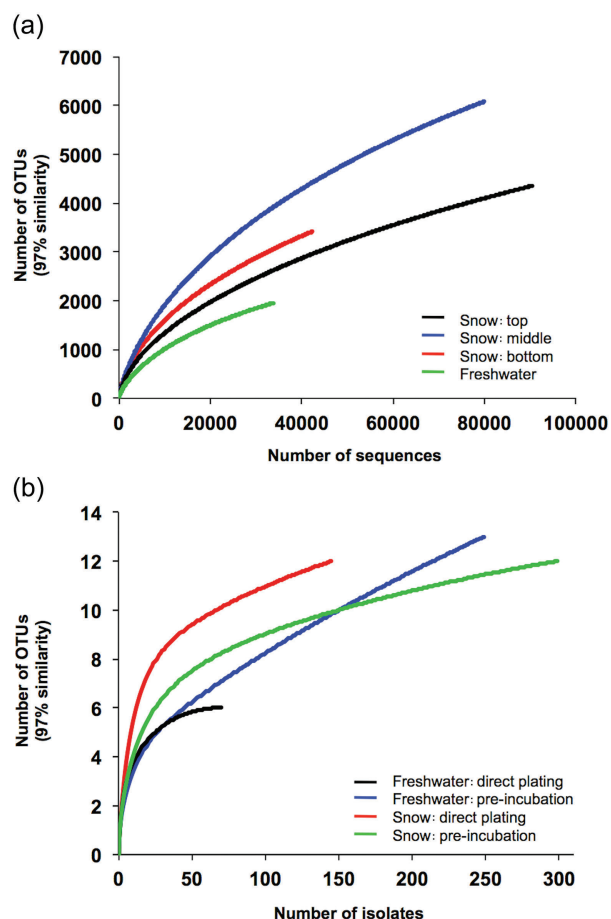 (a)
7000
6000
5000
4000
3000
2000
1000
0
Number of OTUs
(97% similarity)
Snow: top
Snow: middle
Snow: bottom
Freshwater
0 20000 40000 60000 80000 100000
Number of sequences
(b)
14
12
10
8
6
4
2
0
Number of OTUs
(97% similarity)
Freshwater: direct plating
Freshwater: pre-incubation
Snow: direct plating
Snow: pre-incubation
0 50 100 150 200 250 300
Number of isolates